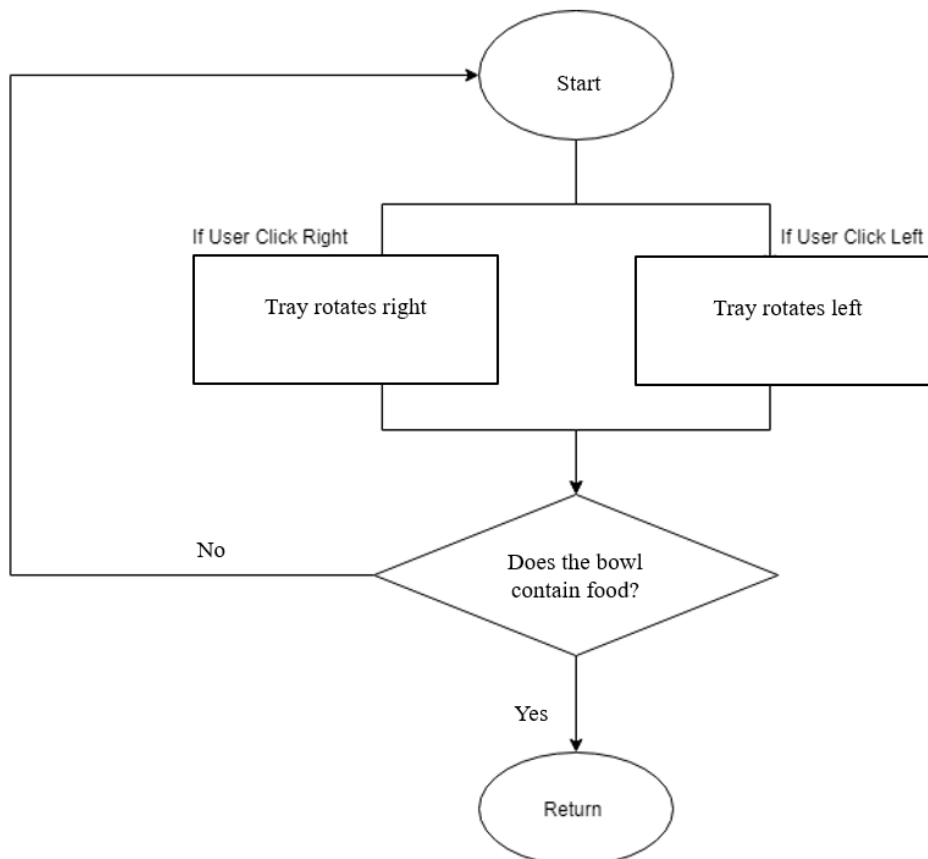 Start
If User Click Right
If User Click Left
Tray rotates right
Tray rotates left
Does the bowl
contain food?
No
Yes
Return